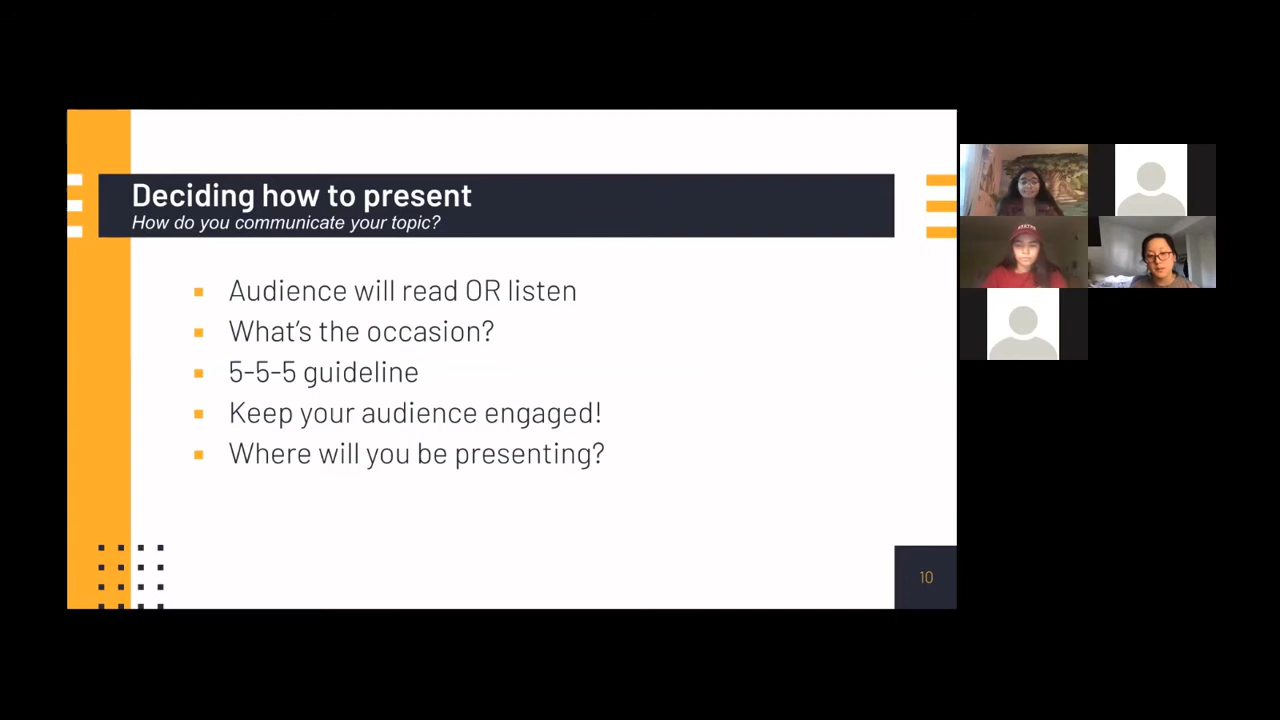 Deciding how to present
How do you communicate your topic?
Audience will read OR listen
What's the occasion?
5-5-5 guideline
Keep your audience engaged!
Where will you be presenting?
10